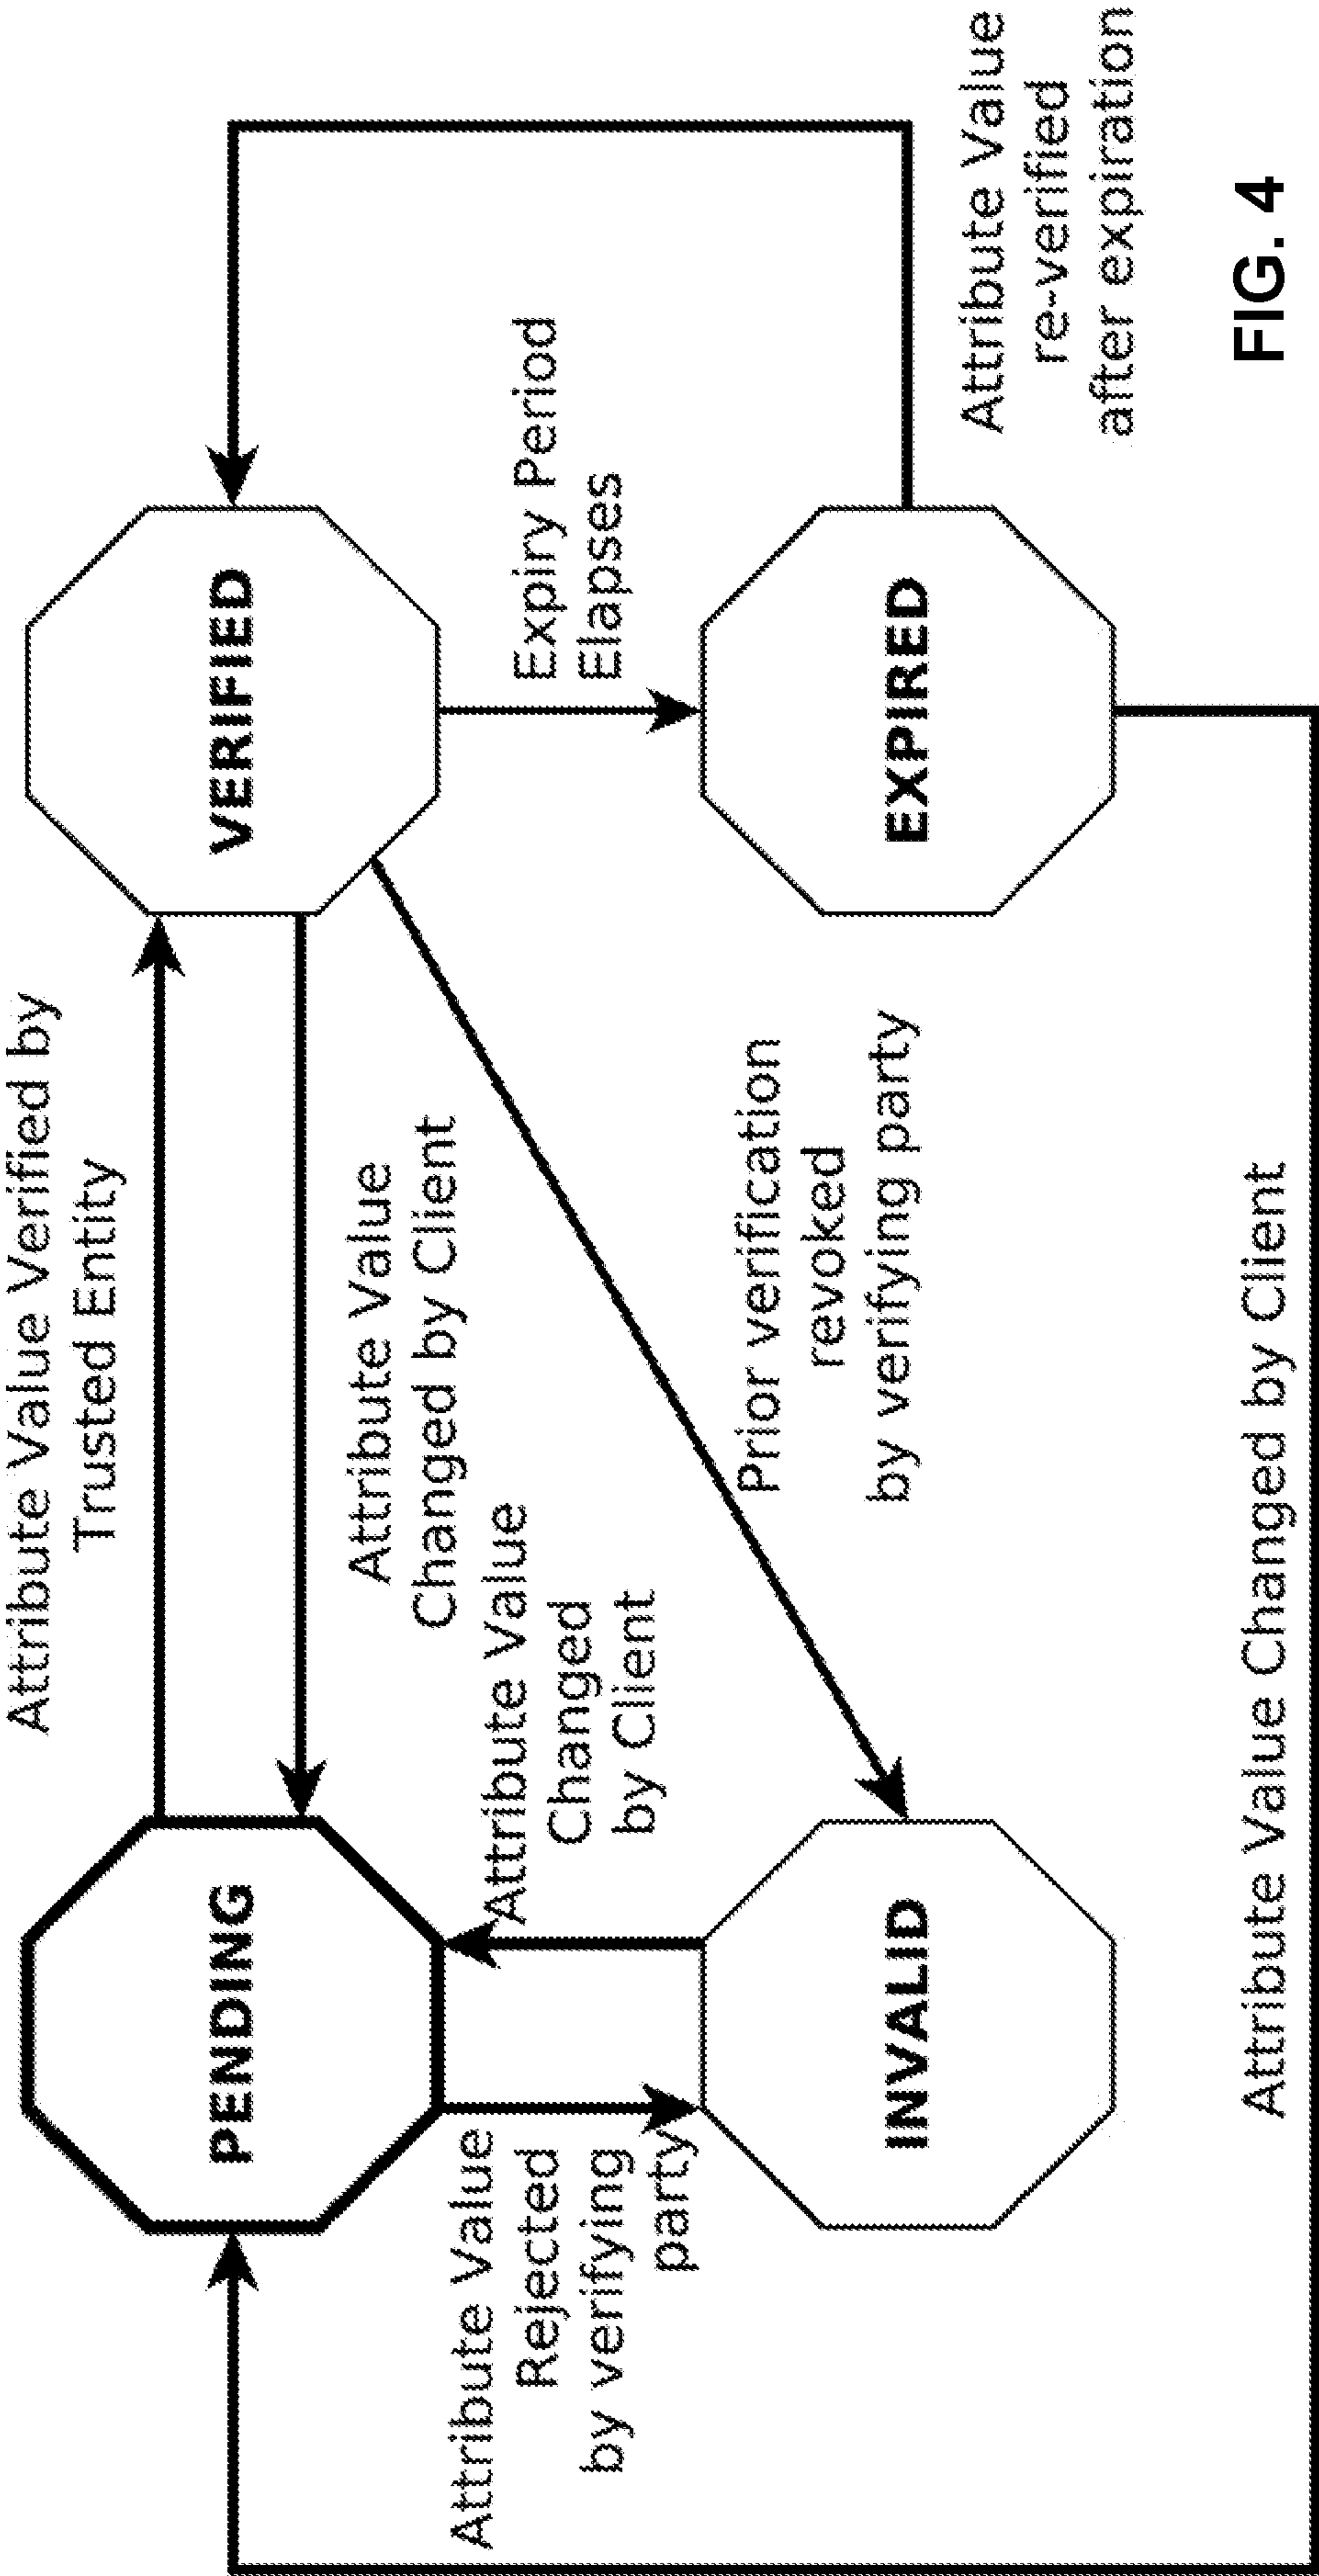 Attribute Value Verified by
Trusted Entity
PENDING
VERIFIED
Attribute Value
Changed by Client
Attribute Value
Rejected
by verifying
party
Attribute Value
Changed
by Client
Expiry Period
Elapses
Prior verification
revoked
by verifying party
INVALID
EXPIRED
Attribute Value
re-verified
after expiration
Attribute Value Changed by Client
FIG. 4